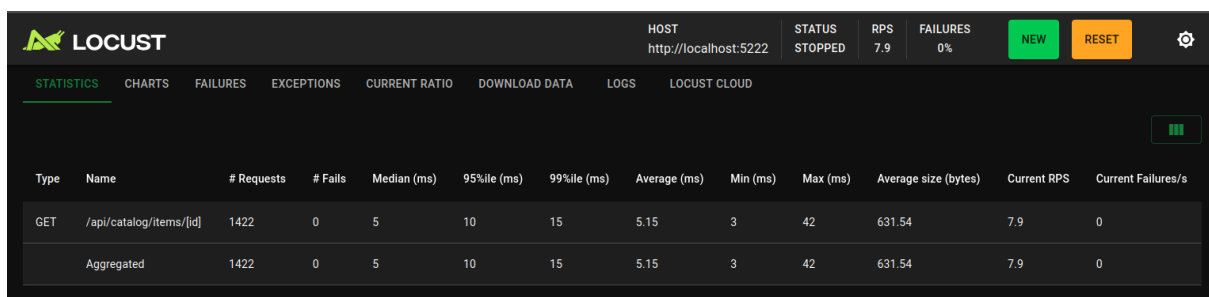 LOCUST
HOST
http://localhost:5222
STATUS
STOPPED
RPS
7.9
FAILURES
0%
NEW
RESET
STATISTICS CHARTS FAILURES EXCEPTIONS CURRENT RATIO DOWNLOAD DATA LOGS LOCUST CLOUD
Type Name # Requests # Fails Median (ms) 95%ile (ms) 99%ile (ms) Average (ms) Min (ms) Max (ms) Average size (bytes) Current RPS Current Failures/s
GET /api/catalog/items/[id] 1422 0 5 10 15 5.15 3 42 631.54 7.9 0
Aggregated 1422 0 5 10 15 5.15 3 42 631.54 7.9 0